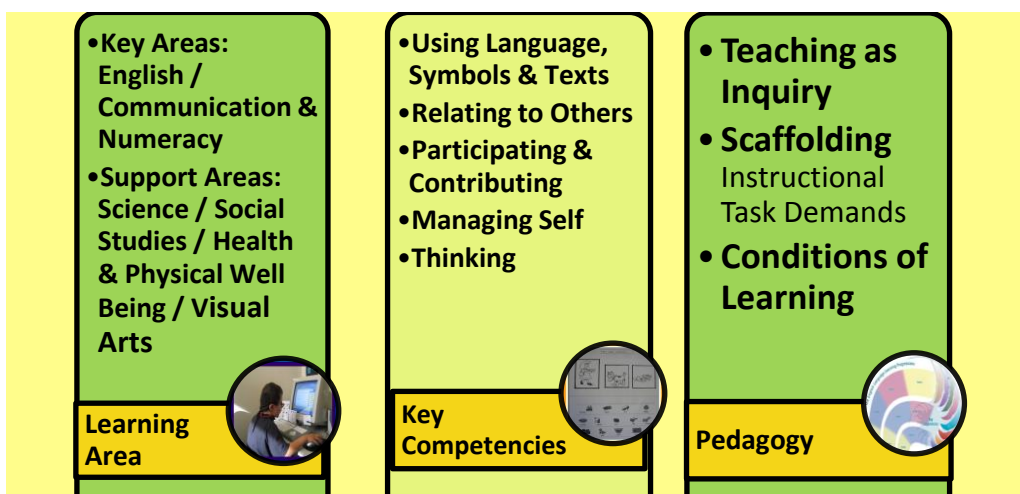 •Key Areas:
English /
Communication &
Numeracy
•Support Areas:
Science / Social
Studies / Health
& Physical Well
Being / Visual
Arts
Learning
Area
•Using Language,
Symbols & Texts
•Relating to Others
•Participating &
Contributing
•Managing Self
•Thinking
Key
Competencies
• Teaching as
Inquiry
• Scaffolding
Instructional
Task Demands
• Conditions of
Learning
Pedagogy